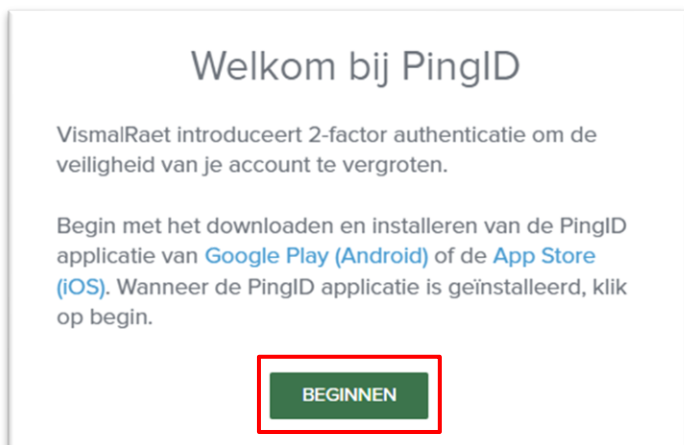 Welkom bij PingID
Visma|Raet introduceert 2-factor authenticatie om de
veiligheid van je account te vergroten.
Begin met het downloaden en installeren van de PingID
applicatie van Google Play (Android) of de App Store
(iOS). Wanneer de PingID applicatie is geïnstalleerd, klik
op begin.
BEGINNEN